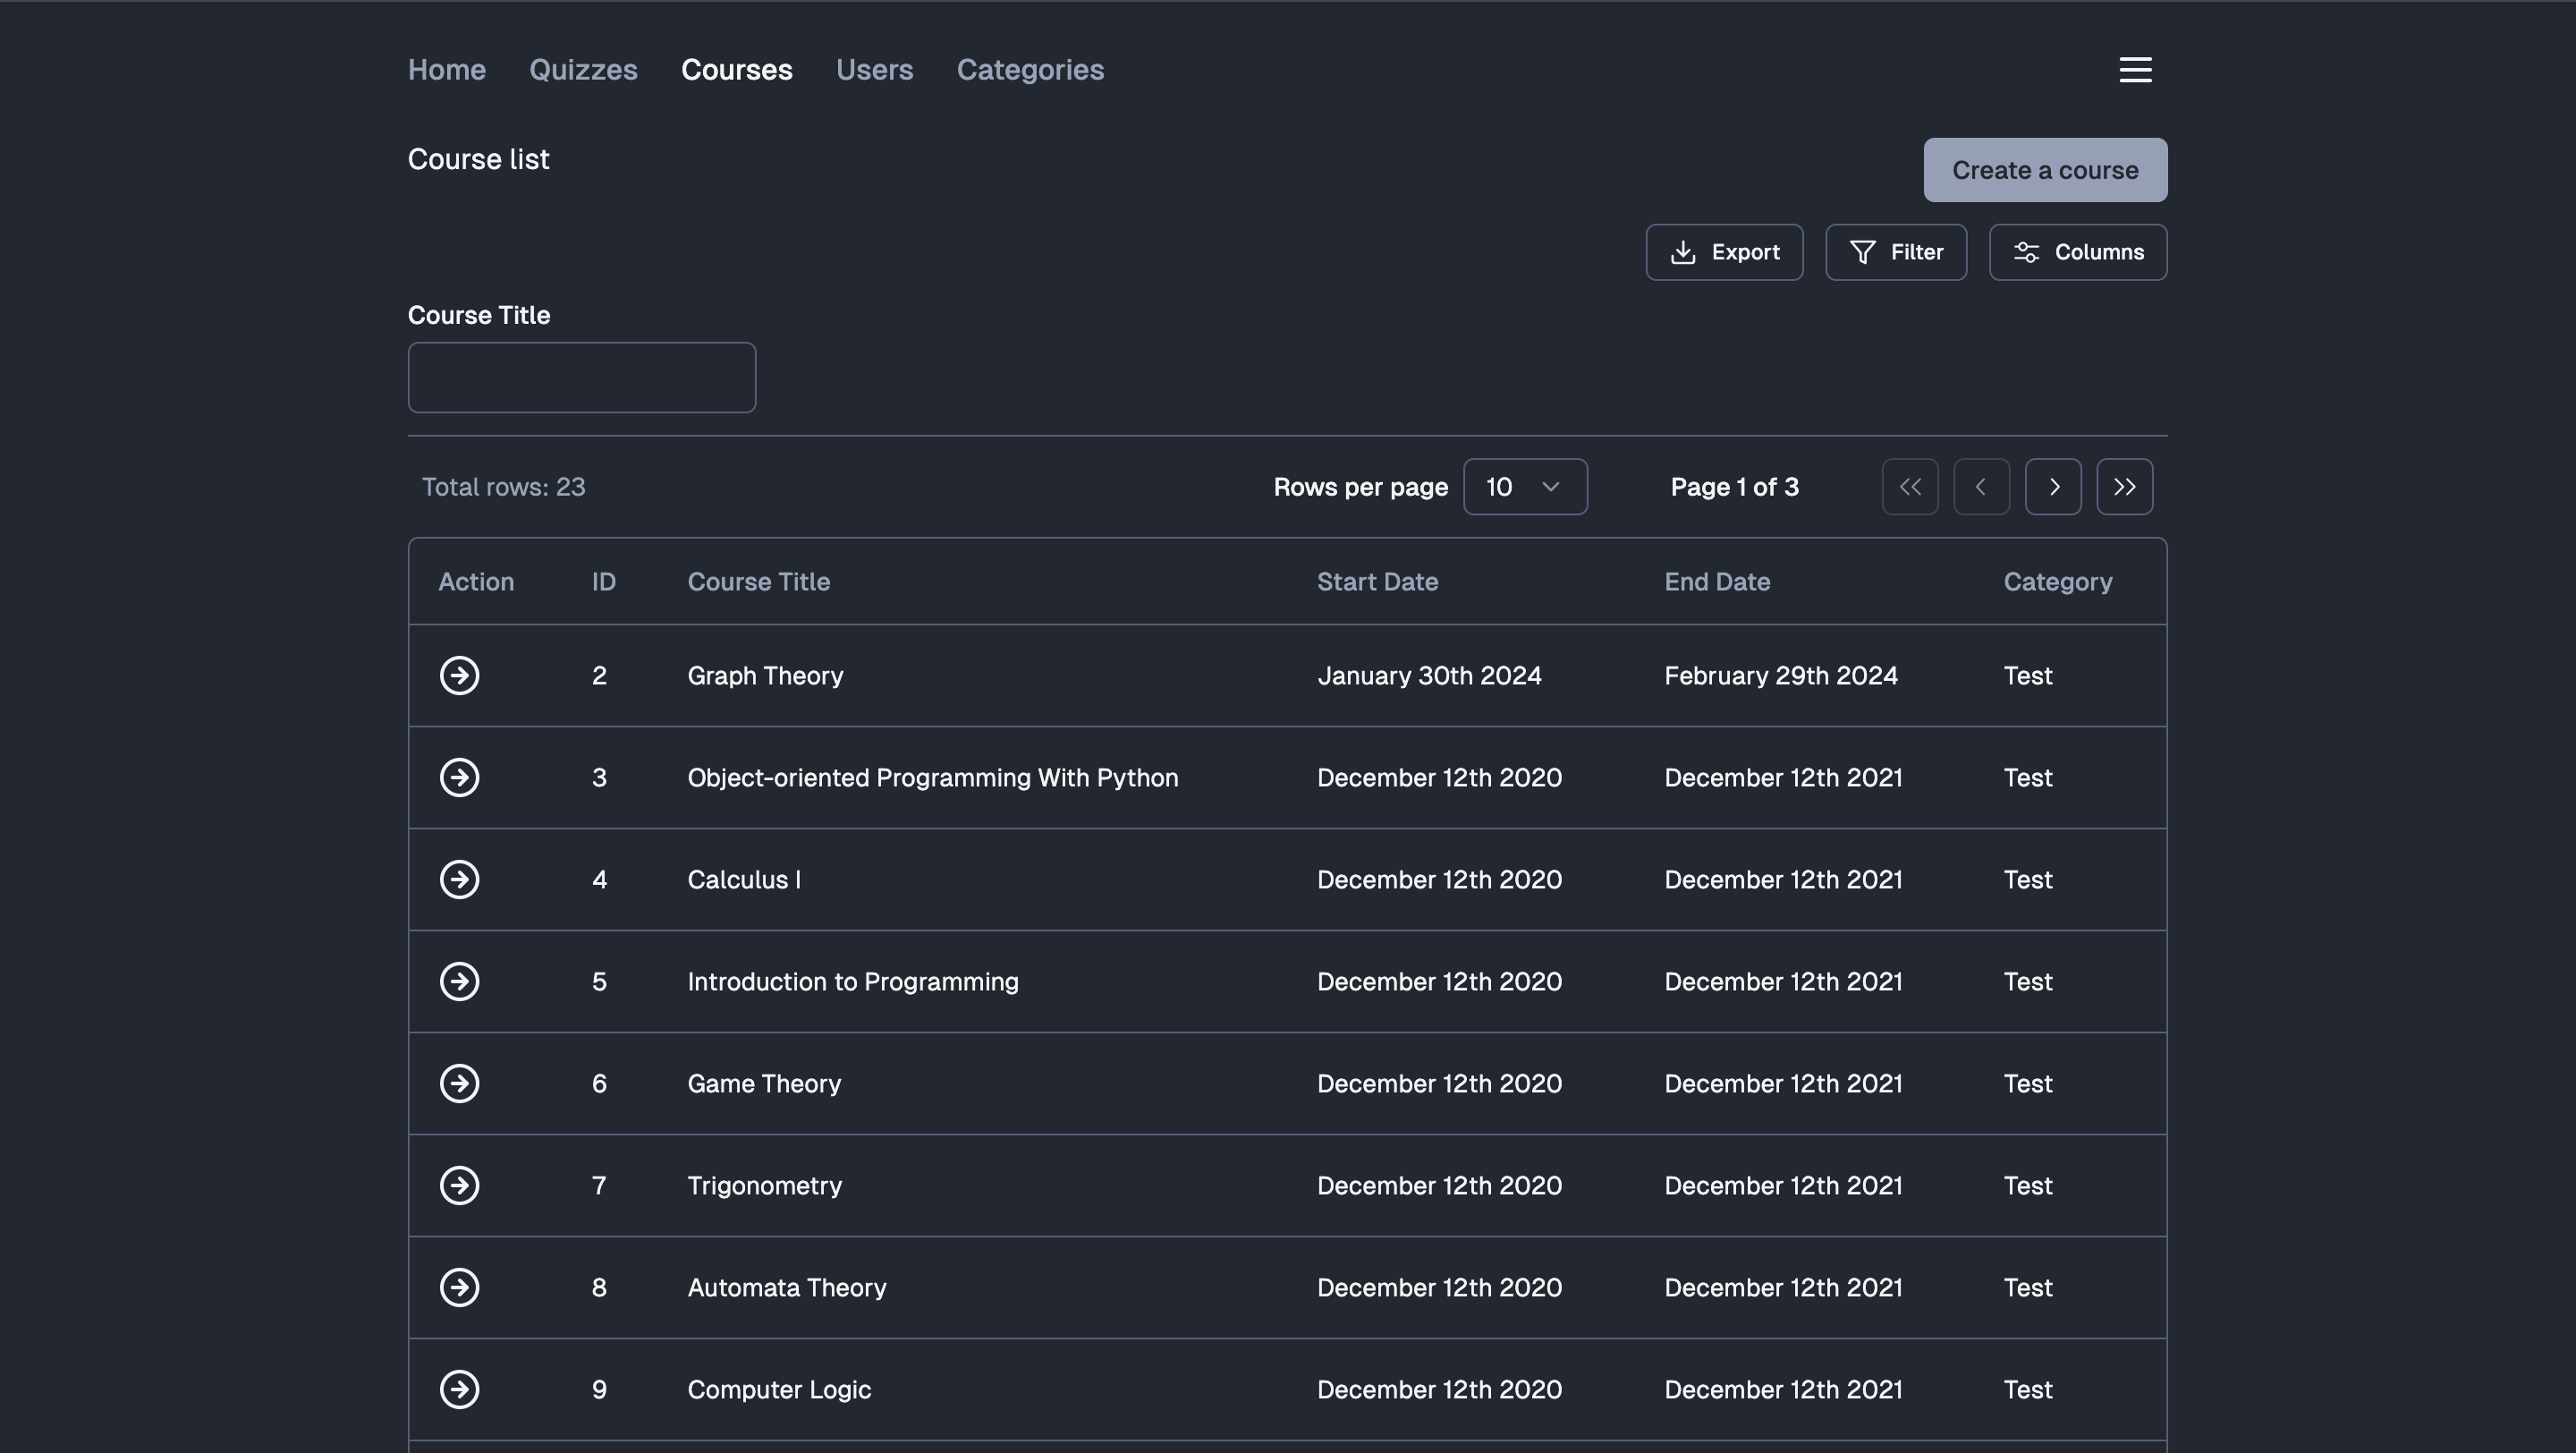 Home Quizzes Courses Users Categories
Course list
Create a course
Export Filter Columns
Course Title
Total rows: 23 Rows per page 10 Page 1 of 3
Action ID Course Title Start Date End Date Category
2 Graph Theory January 30th 2024 February 29th 2024 Test
3 Object-oriented Programming With Python December 12th 2020 December 12th 2021 Test
4 Calculus I December 12th 2020 December 12th 2021 Test
5 Introduction to Programming December 12th 2020 December 12th 2021 Test
6 Game Theory December 12th 2020 December 12th 2021 Test
7 Trigonometry December 12th 2020 December 12th 2021 Test
8 Automata Theory December 12th 2020 December 12th 2021 Test
9 Computer Logic December 12th 2020 December 12th 2021 Test